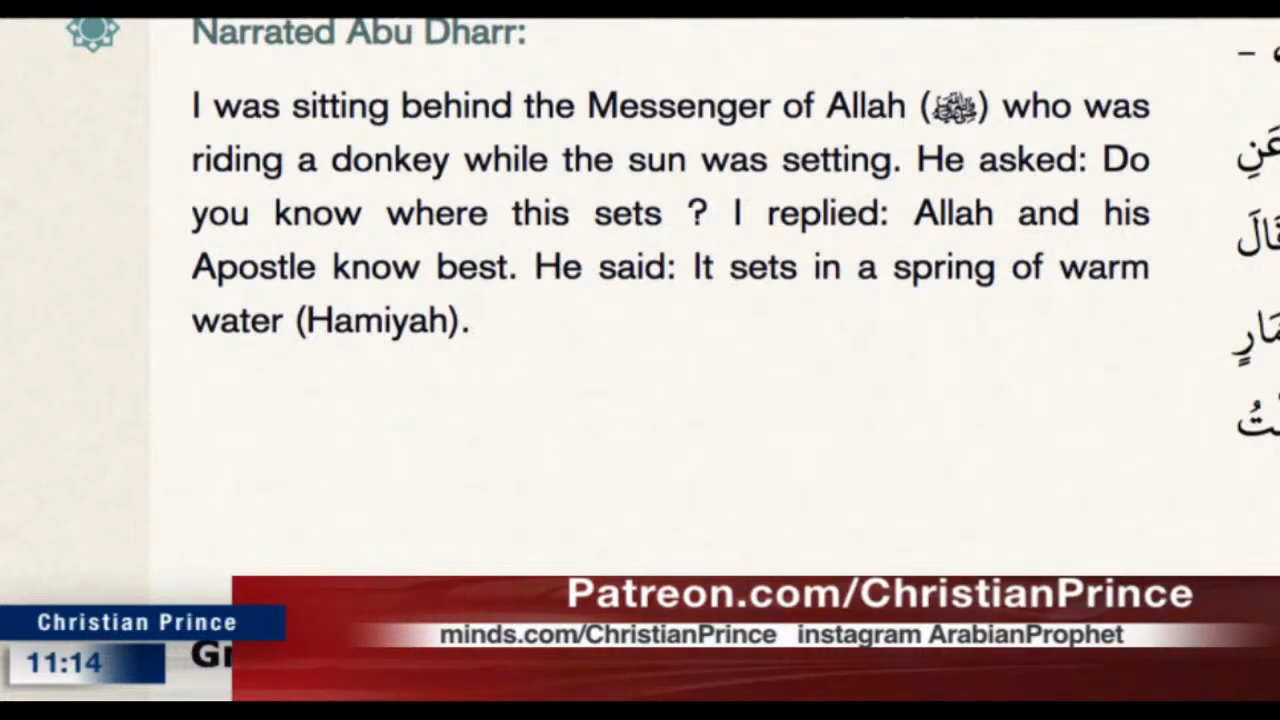 Narrated Abu Dharr:
I was sitting behind the Messenger of Allah (ﷺ) who was
riding a donkey while the sun was setting. He asked: Do
you know where this sets ? I replied: Allah and his
Apostle know best. He said: It sets in a spring of warm
water (Hamiyah).
عَنِ
قَالَ
Patreon.com/ChristianPrince
Christian Prince
minds.com/ChristianPrince instagram ArabianProphet
11:14